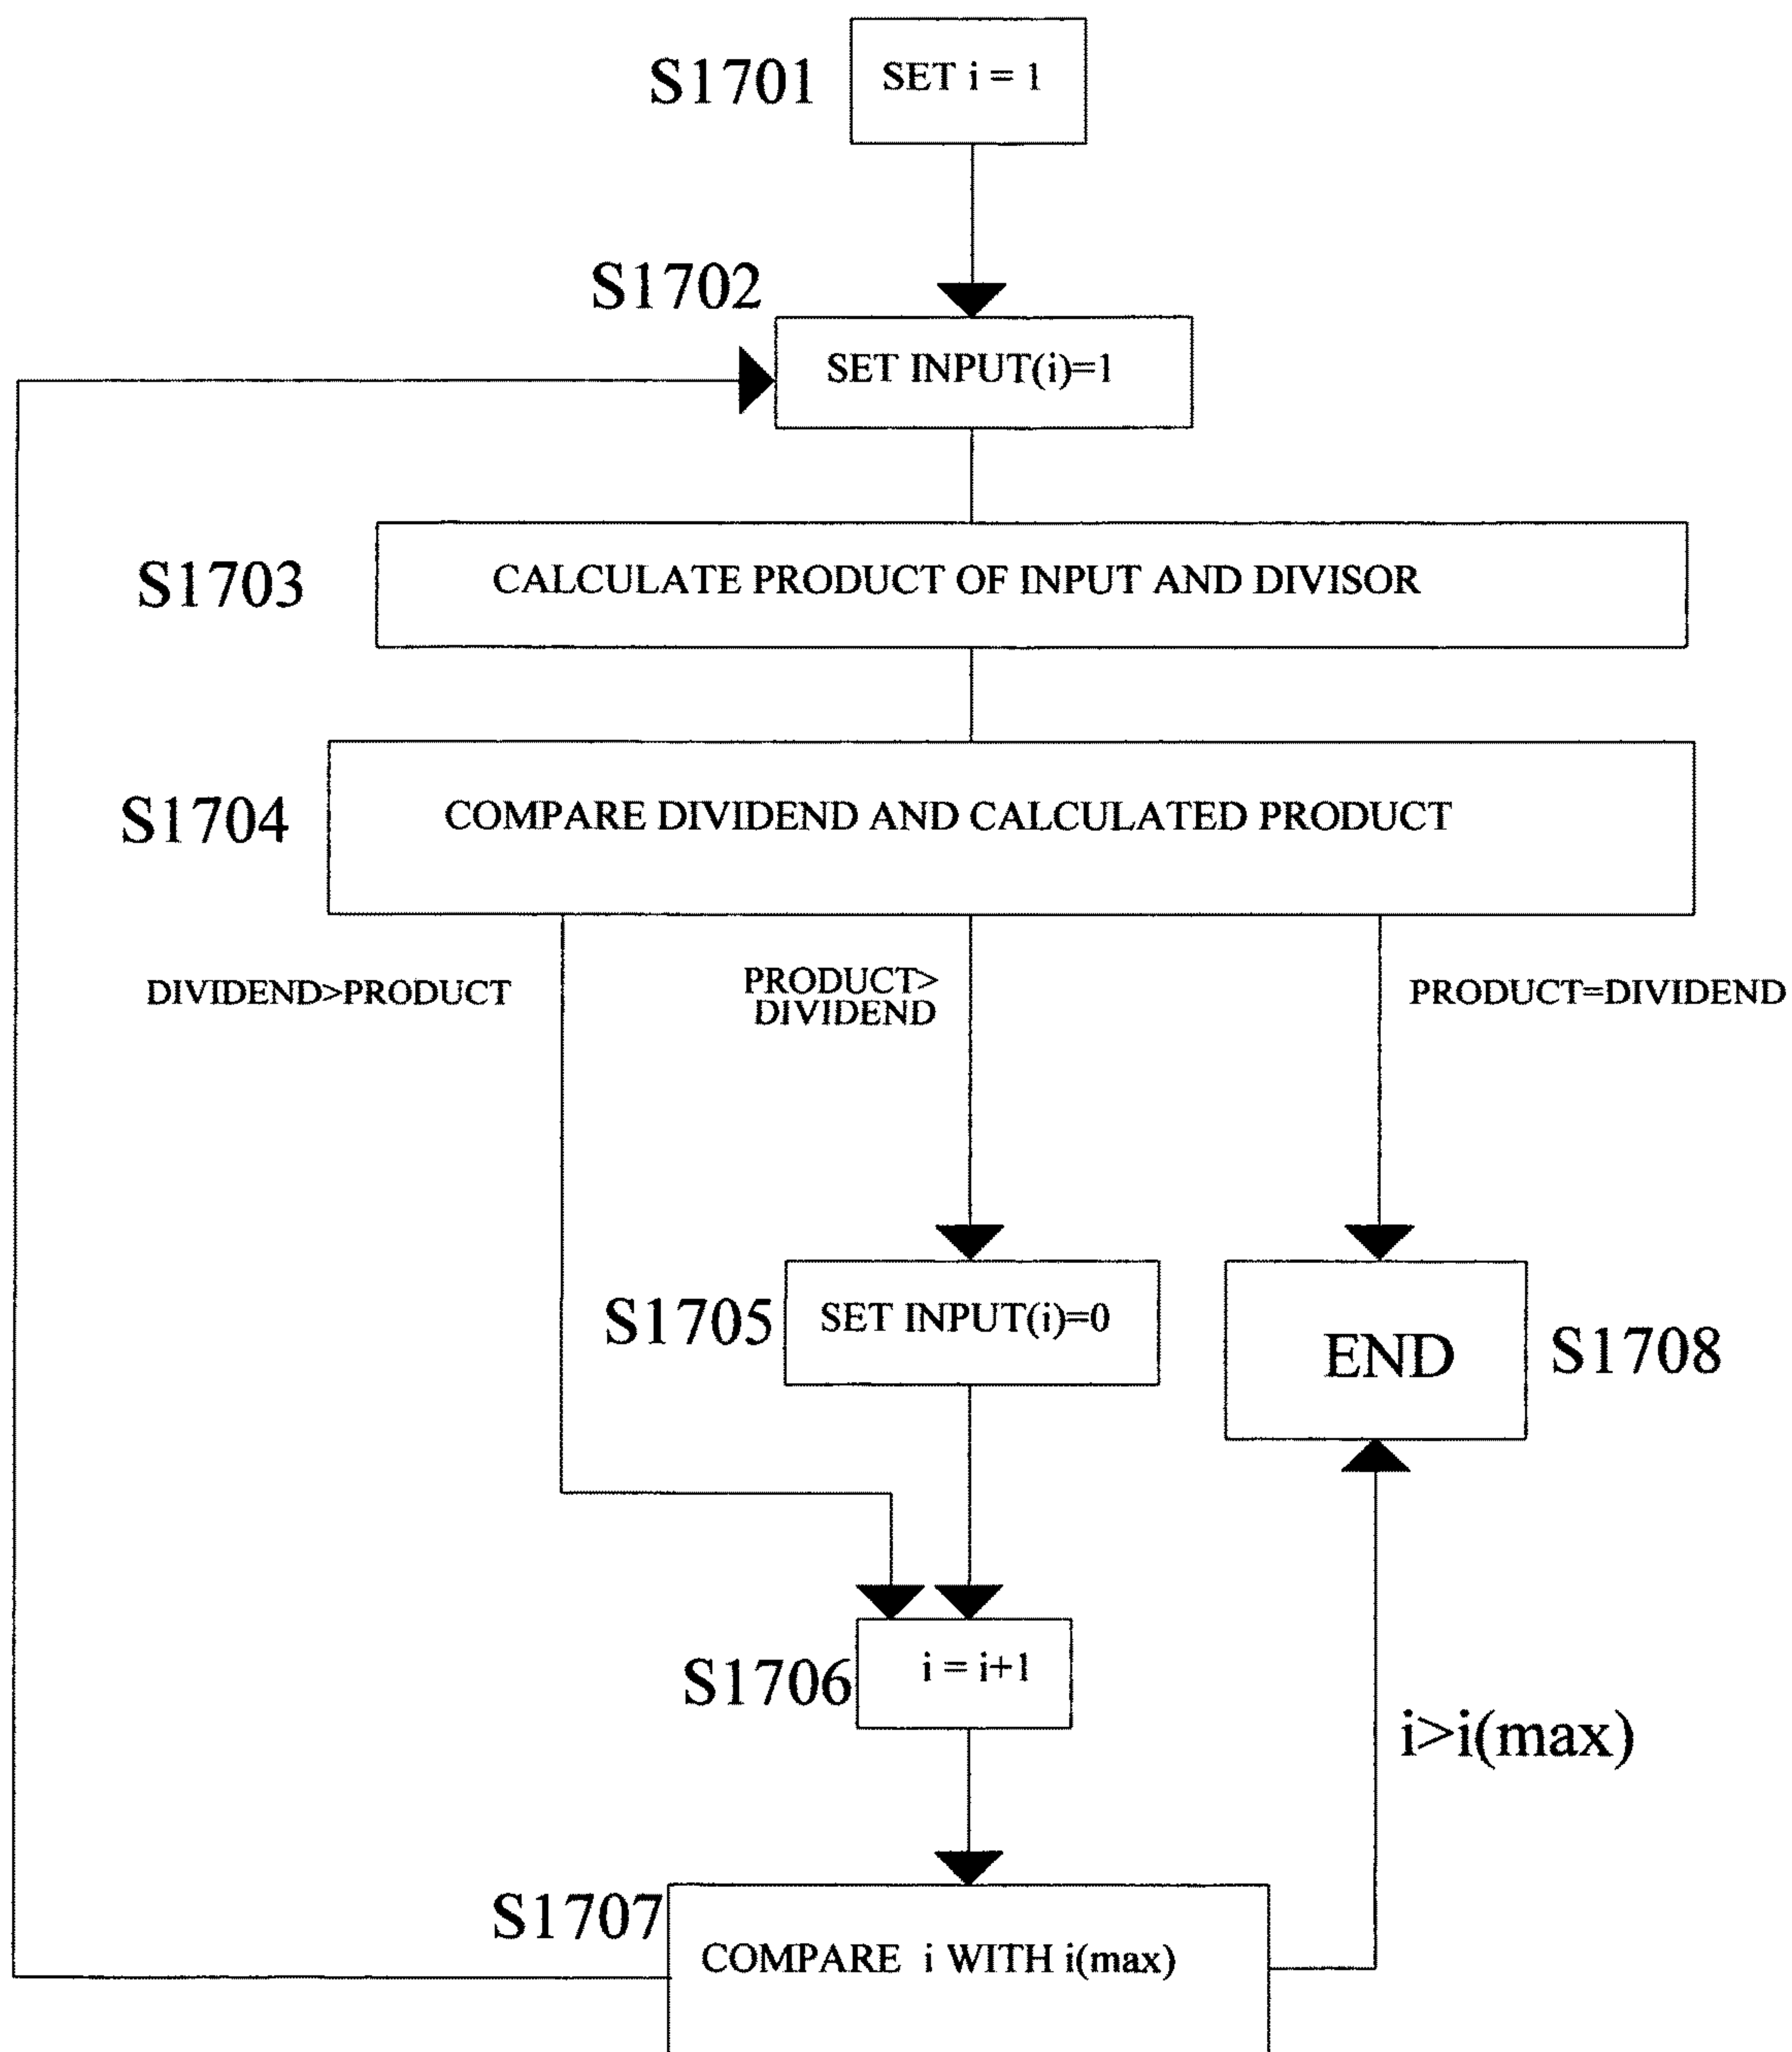 S1701
SET i = 1
S1702
SET INPUT(i)=1
S1703
CALCULATE PRODUCT OF INPUT AND DIVISOR
S1704
COMPARE DIVIDEND AND CALCULATED PRODUCT
DIVIDEND>PRODUCT
PRODUCT>
DIVIDEND
PRODUCT=DIVIDEND
S1705
SET INPUT(i)=0
END
S1708
S1706
i = i+1
i>i(max)
S1707
COMPARE i WITH i(max)